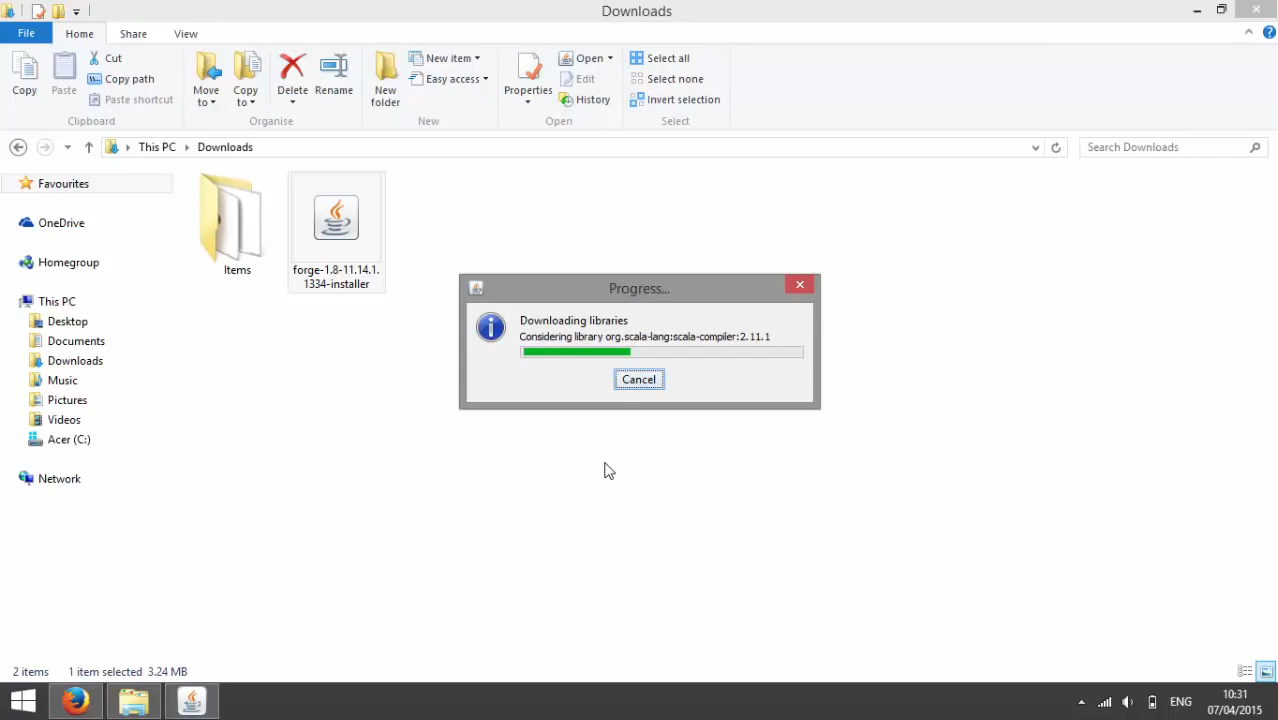 Downloads
File
Home
Share
View
Copy
Paste
Cut
Copy path
Paste shortcut
Clipboard
Move to
Copy to
Delete
Rename
Organise
New folder
New item
Easy access
New
Properties
Open
Edit
History
Open
Select all
Select none
Invert selection
Select
This PC
Downloads
Search Downloads
Favourites
OneDrive
Homegroup
This PC
Desktop
Documents
Downloads
Music
Pictures
Videos
Acer (C:)
Network
Items
forge-1.8-11.14.1.
1334-installer
Progress...
Downloading libraries
Considering library org.scala-lang:scala-compiler:2.11.1
Cancel
2 items 1 item selected 3.24 MB
ENG
10:31
07/04/2015